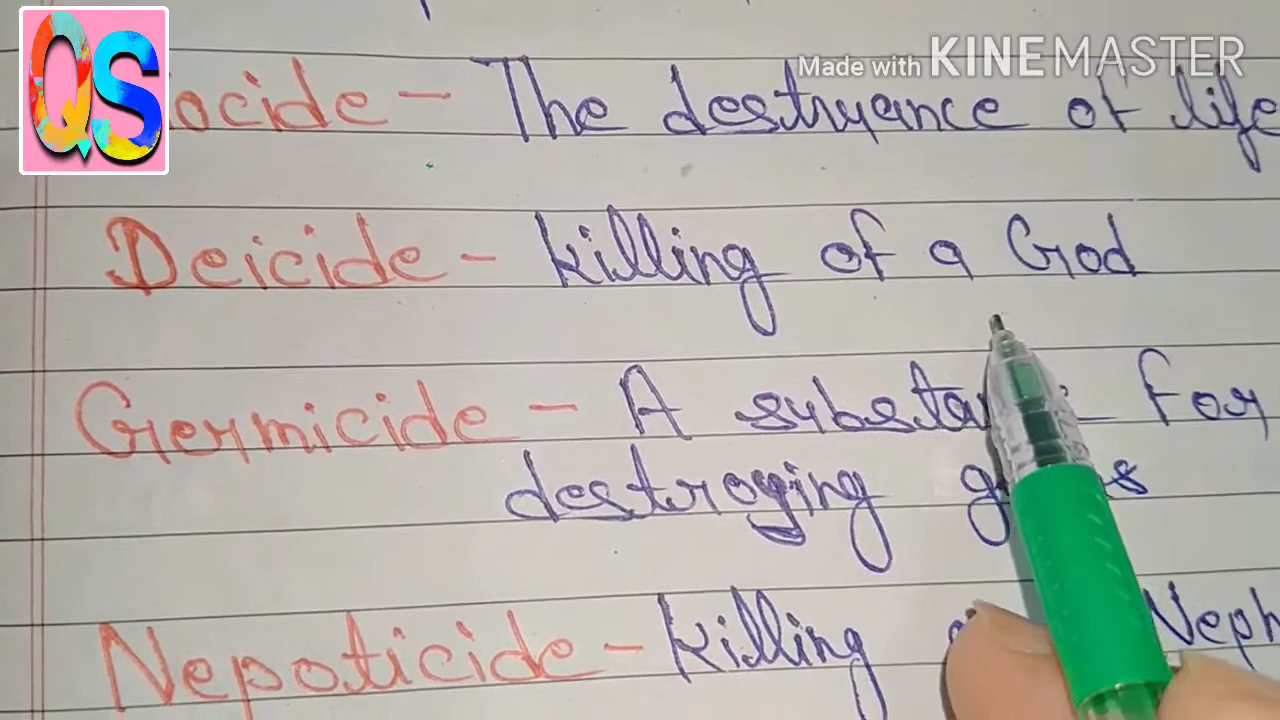 QS
Made with KINEMASTER
ocide - The destryance of life
Deicide - Killing of a God
Germicide - A substan For
destroying g s
Nepoticide - Killing Neph